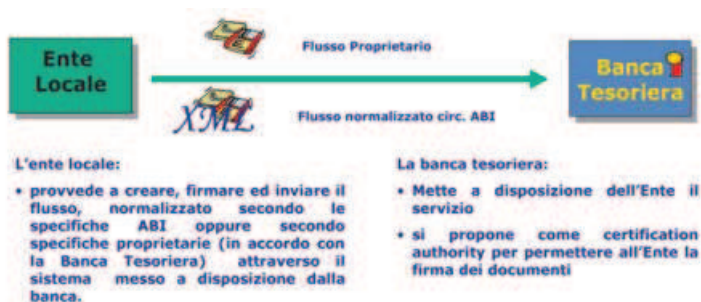 Flusso Proprietario
Ente
Locale
Banca
Tesoriera
XML
Flusso normalizzato circ. ABI
L'ente locale:
• provvede a creare, firmare ed inviare il
flusso, normalizzato secondo le
specifiche ABI oppure secondo
specifiche proprietarie (in accordo con
la Banca Tesoriera) attraverso il
sistema messo a disposizione dalla
banca.
La banca tesoriera:
• Mette a disposizione dell'Ente il
servizio
• si propone come certification
authority per permettere all'Ente la
firma dei documenti